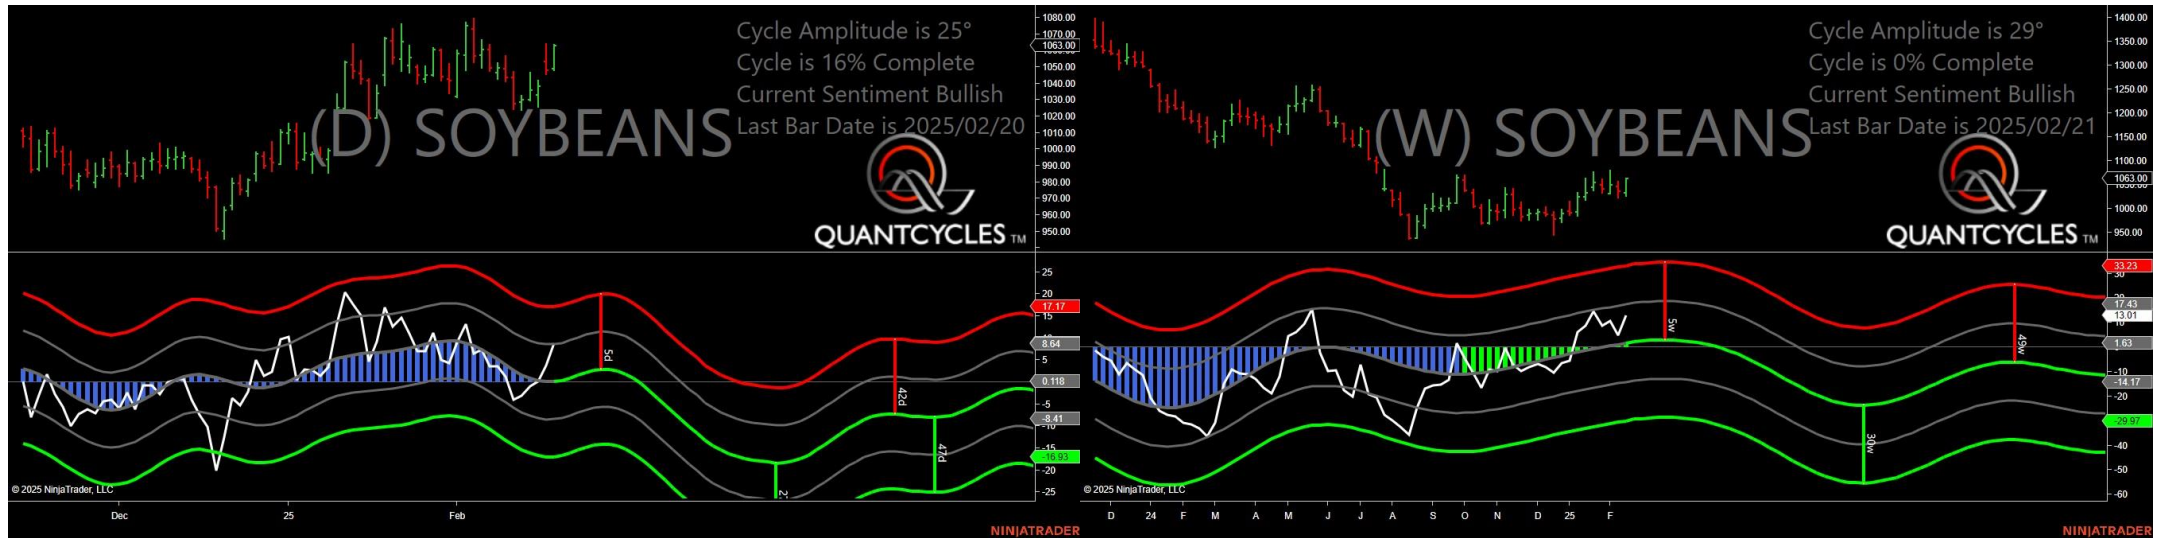 Cycle Amplitude is 25°
Cycle is 16% Complete
Current Sentiment Bullish
Last Bar Date is 2025/02/20
(D) SOYBEANS
QUANTCYCLES TM
1080.00
1070.00
1063.00
1050.00
1040.00
1030.00
1020.00
1010.00
1000.00
990.00
980.00
970.00
960.00
950.00
25
20
17.17
15
8.64
5
0.118
-5
-8.41
-10
-15
-16.93
-20
-25
5d
42d
47d
© 2025 NinjaTrader, LLC
Dec
25
Feb
NINJATRADER
Cycle Amplitude is 29°
Cycle is 0% Complete
Current Sentiment Bullish
Last Bar Date is 2025/02/21
(W) SOYBEANS
QUANTCYCLES TM
1400.00
1350.00
1300.00
1250.00
1200.00
1150.00
1100.00
1063.00
1000.00
950.00
33.23
30
17.43
13.01
10
1.63
-10
-14.17
-20
-29.97
-40
-50
-60
5w
49w
30w
© 2025 NinjaTrader, LLC
D 24 F M A M J J A S O N D 25 F
NINJATRADER